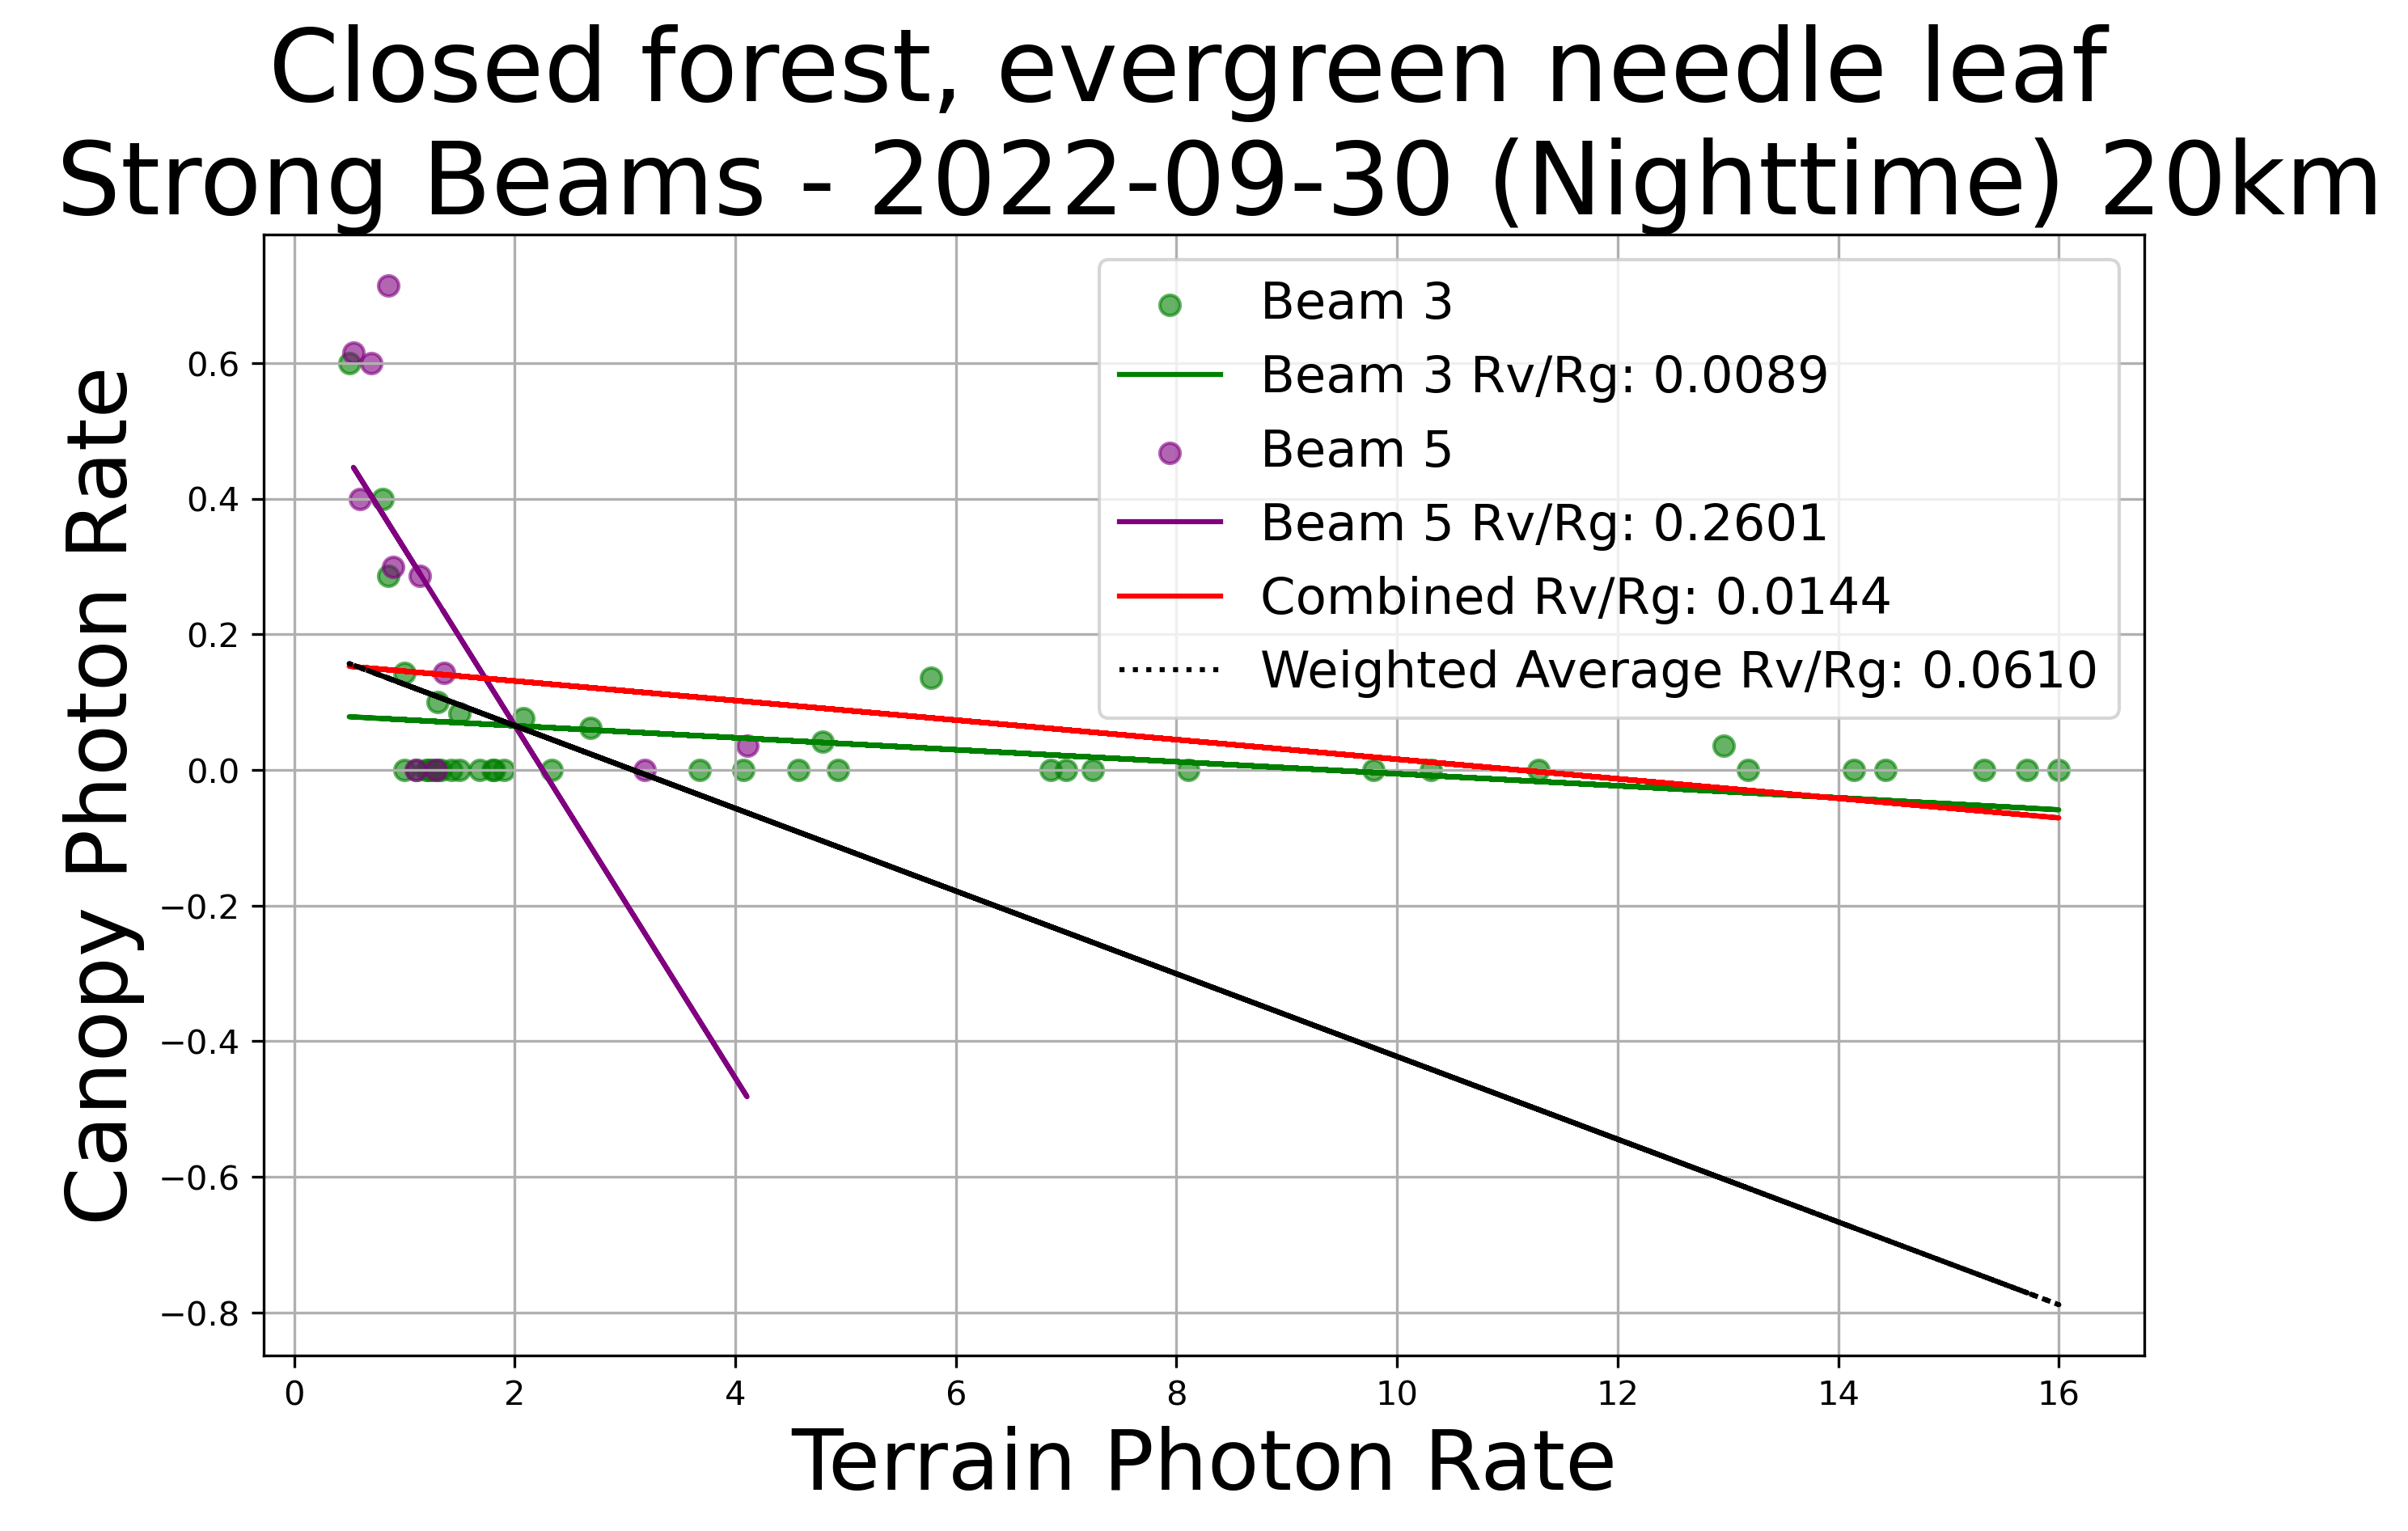 Closed forest, evergreen needle leaf
Strong Beams - 2022-09-30 (Nighttime) 20km
Canopy Photon Rate
0.6
0.4
0.2
0.0
−0.2
−0.4
−0.6
−0.8
Beam 3
Beam 3 Rv/Rg: 0.0089
Beam 5
Beam 5 Rv/Rg: 0.2601
Combined Rv/Rg: 0.0144
Weighted Average Rv/Rg: 0.0610
0 2 4 6 8 10 12 14 16
Terrain Photon Rate